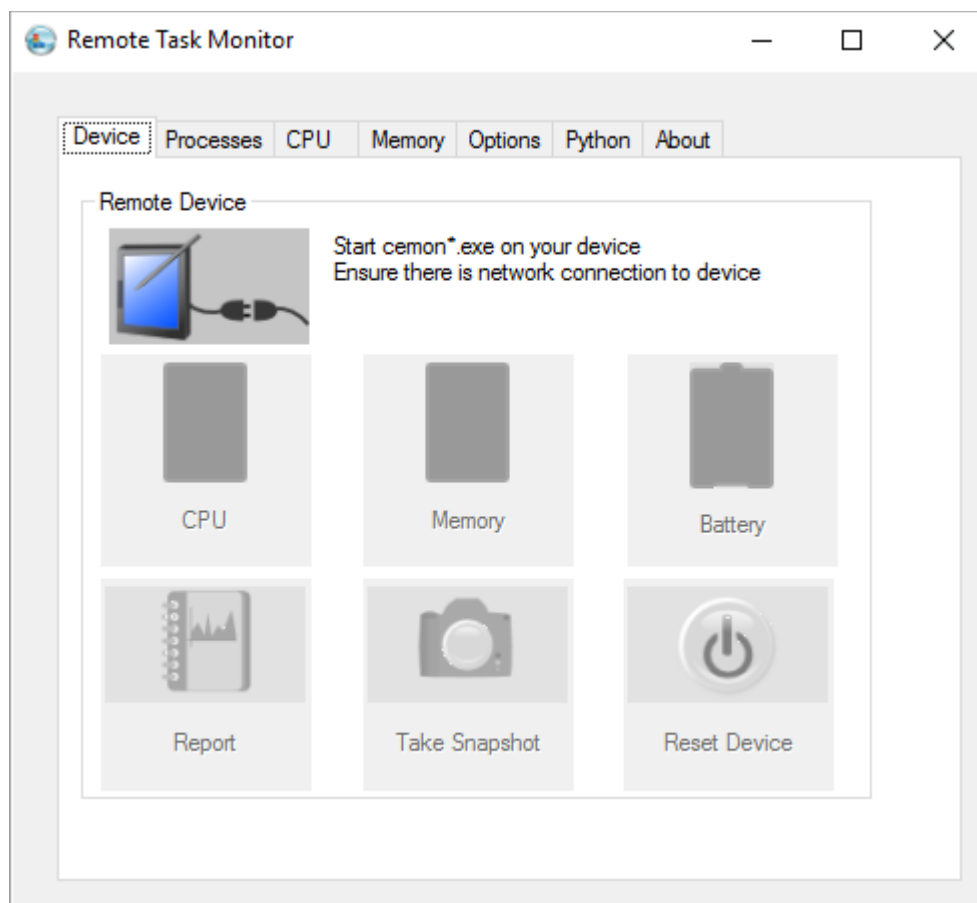 Remote Task Monitor
Device Processes CPU Memory Options Python About
Remote Device
Start cemon*.exe on your device
Ensure there is network connection to device
CPU Memory Battery
Report Take Snapshot Reset Device